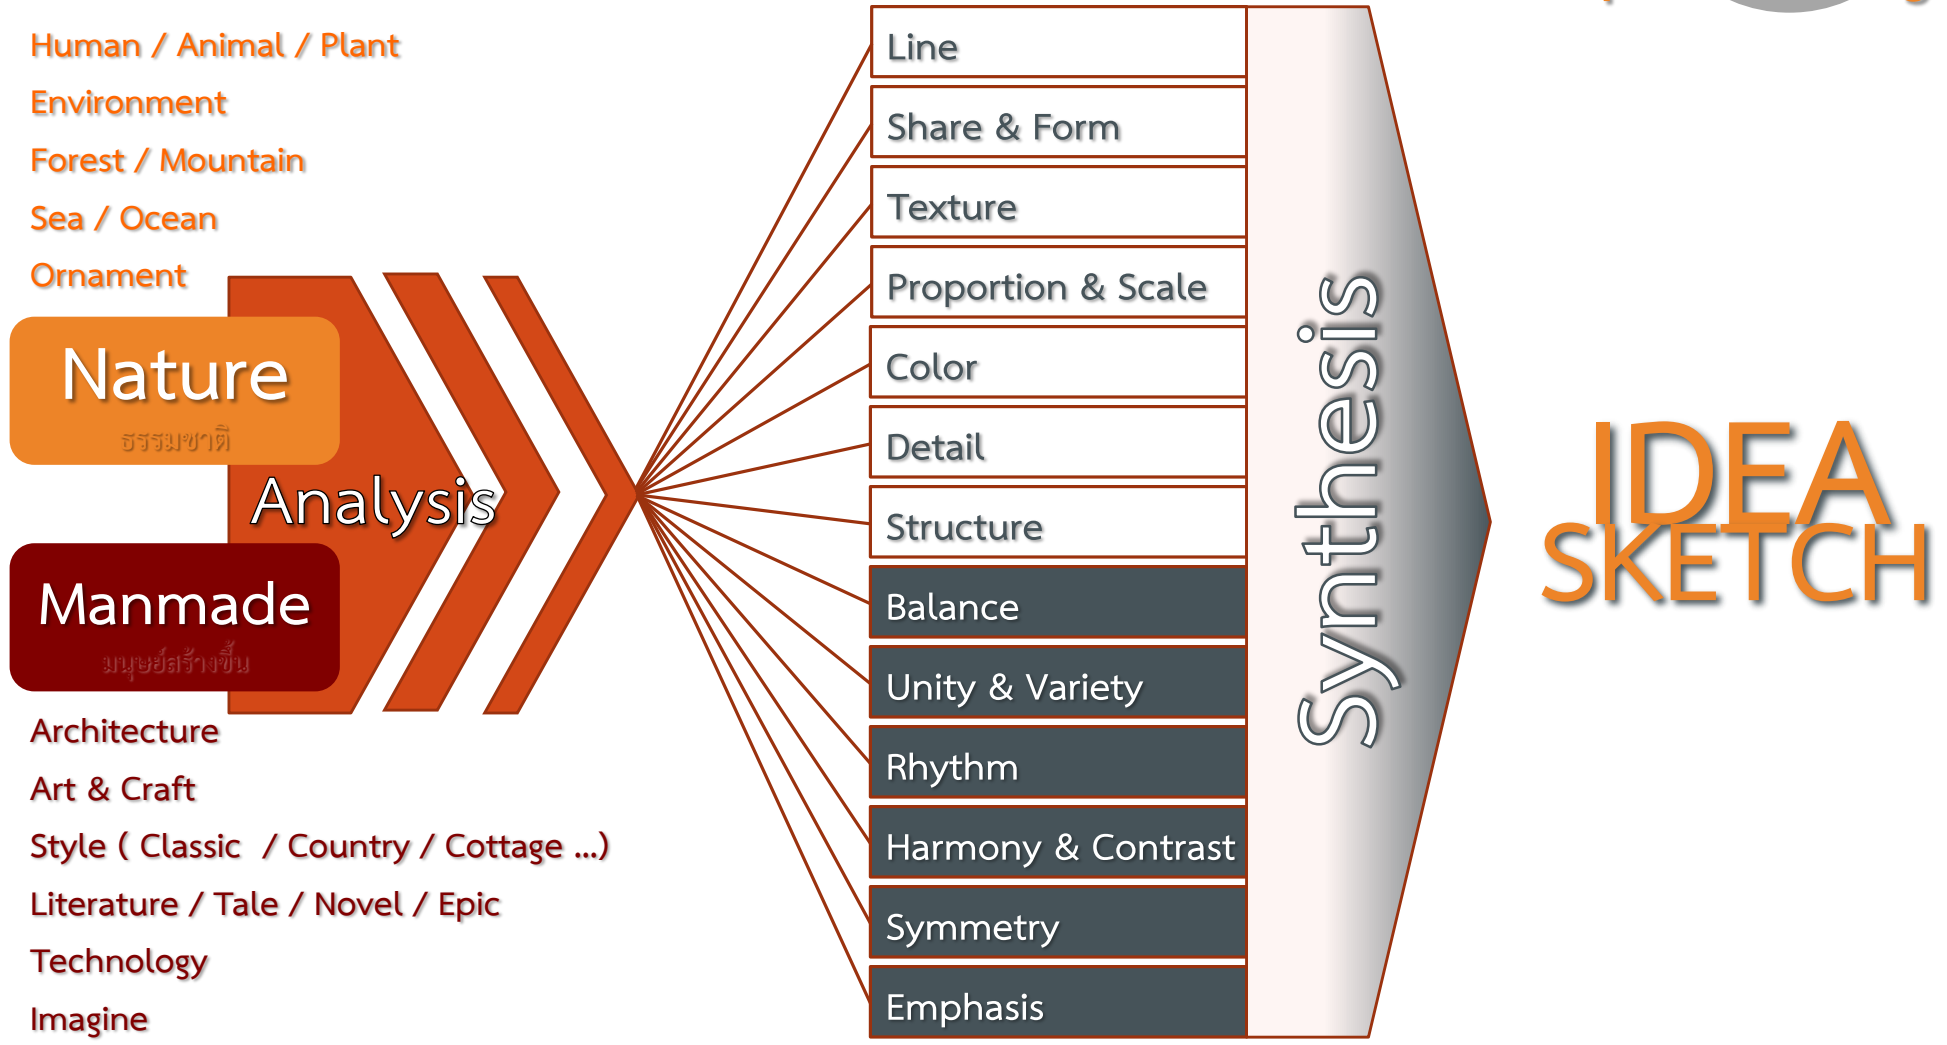 Human / Animal / Plant
Environment
Forest / Mountain
Sea / Ocean
Ornament
Nature
ธรรมชาติ
Analysis
Manmade
มนุษย์สร้างขึ้น
Architecture
Art & Craft
Style ( Classic / Country / Cottage ...)
Literature / Tale / Novel / Epic
Technology
Imagine
Line
Share & Form
Texture
Proportion & Scale
Color
Detail
Structure
Balance
Unity & Variety
Rhythm
Harmony & Contrast
Symmetry
Emphasis
Synthesis
IDEA
SKETCH